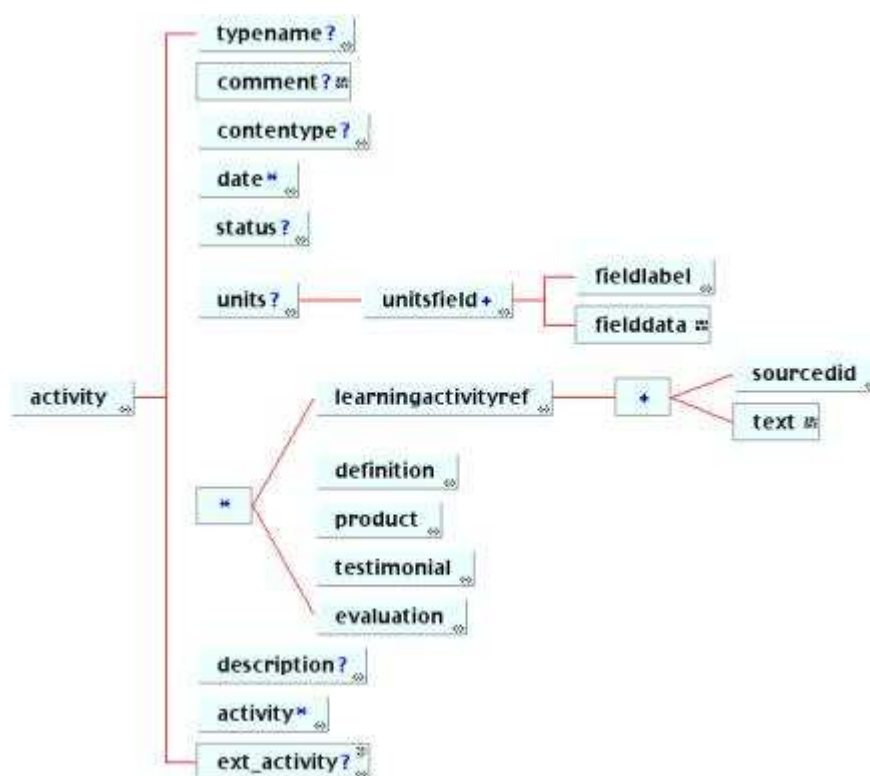 typename?
comment?
contentype?
date*
status?
units?
unitsfield+
fieldlabel
fielddata
activity
learningactivityref
+
sourcedid
text
*
definition
product
testimonial
evaluation
description?
activity*
ext_activity?